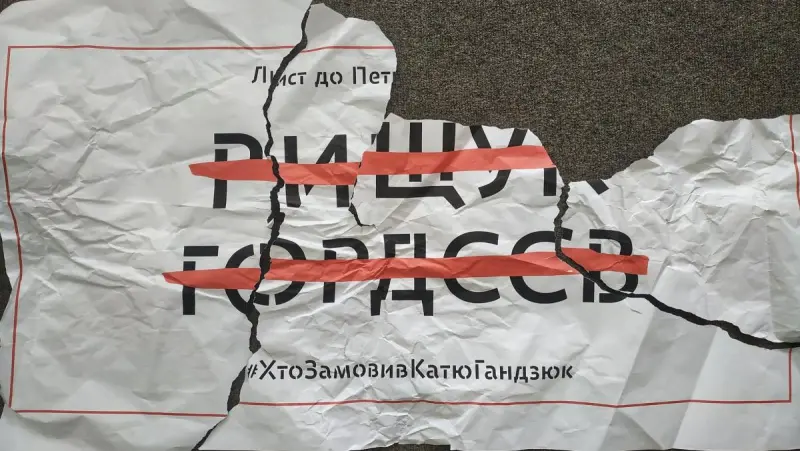 Лист до Пет
РИЩУК
ГОРДЄЄВ
#ХтоЗамовивКатюГандзюк